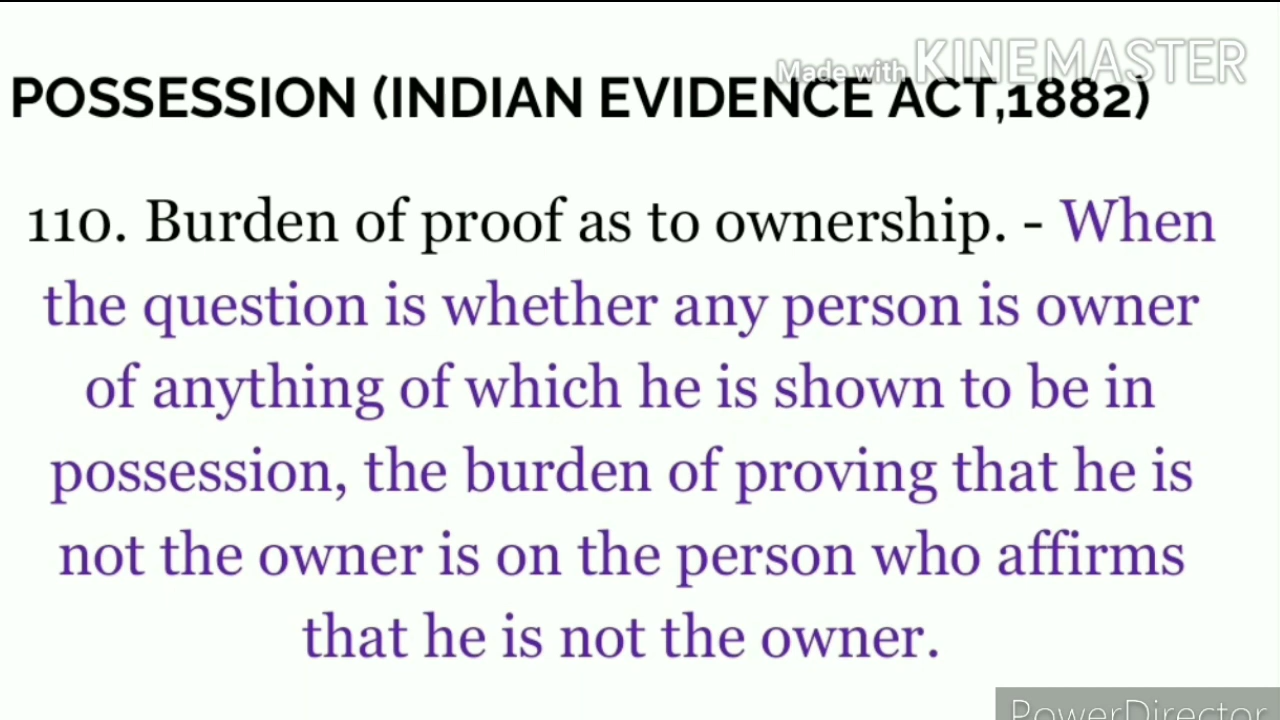 Made with KINEMASTER
POSSESSION (INDIAN EVIDENCE ACT,1882)
110. Burden of proof as to ownership. - When
the question is whether any person is owner
of anything of which he is shown to be in
possession, the burden of proving that he is
not the owner is on the person who affirms
that he is not the owner.
PowerDirector